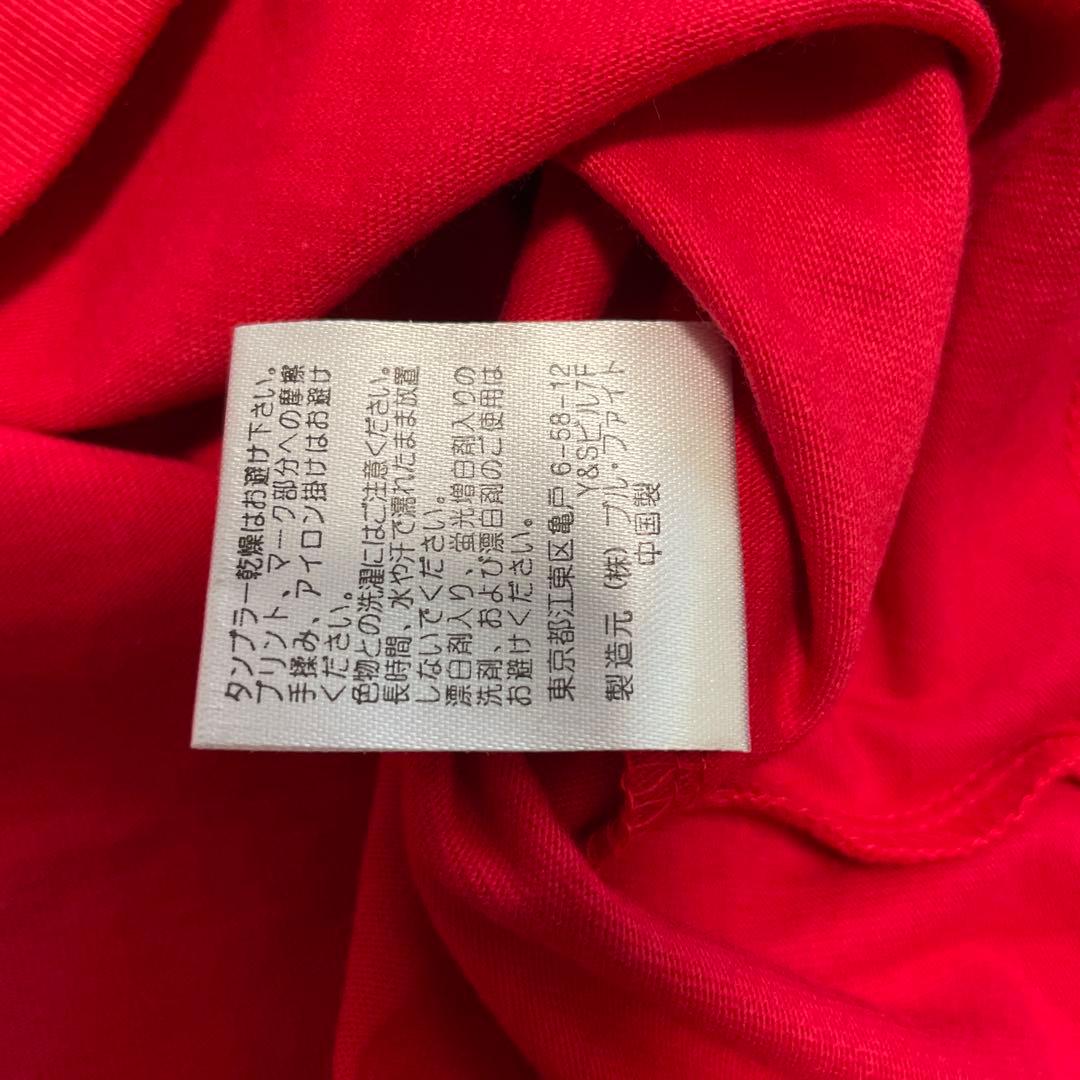 タンブラー乾燥はお避け下さい。
プリント、マーク部分への摩擦
手揉み、アイロン掛けはお避け
ください。
色物との洗濯にはご注意ください。
長時間、水や汗で濡れたまま放置
しないでください。
漂白剤入り、蛍光増白剤入りの
洗剤、および漂白剤のご使用は
お避けください。
東京都江東区亀戸6-58-12
Y&Sビル7F
製造元（株）ブル・ファイト
中国製